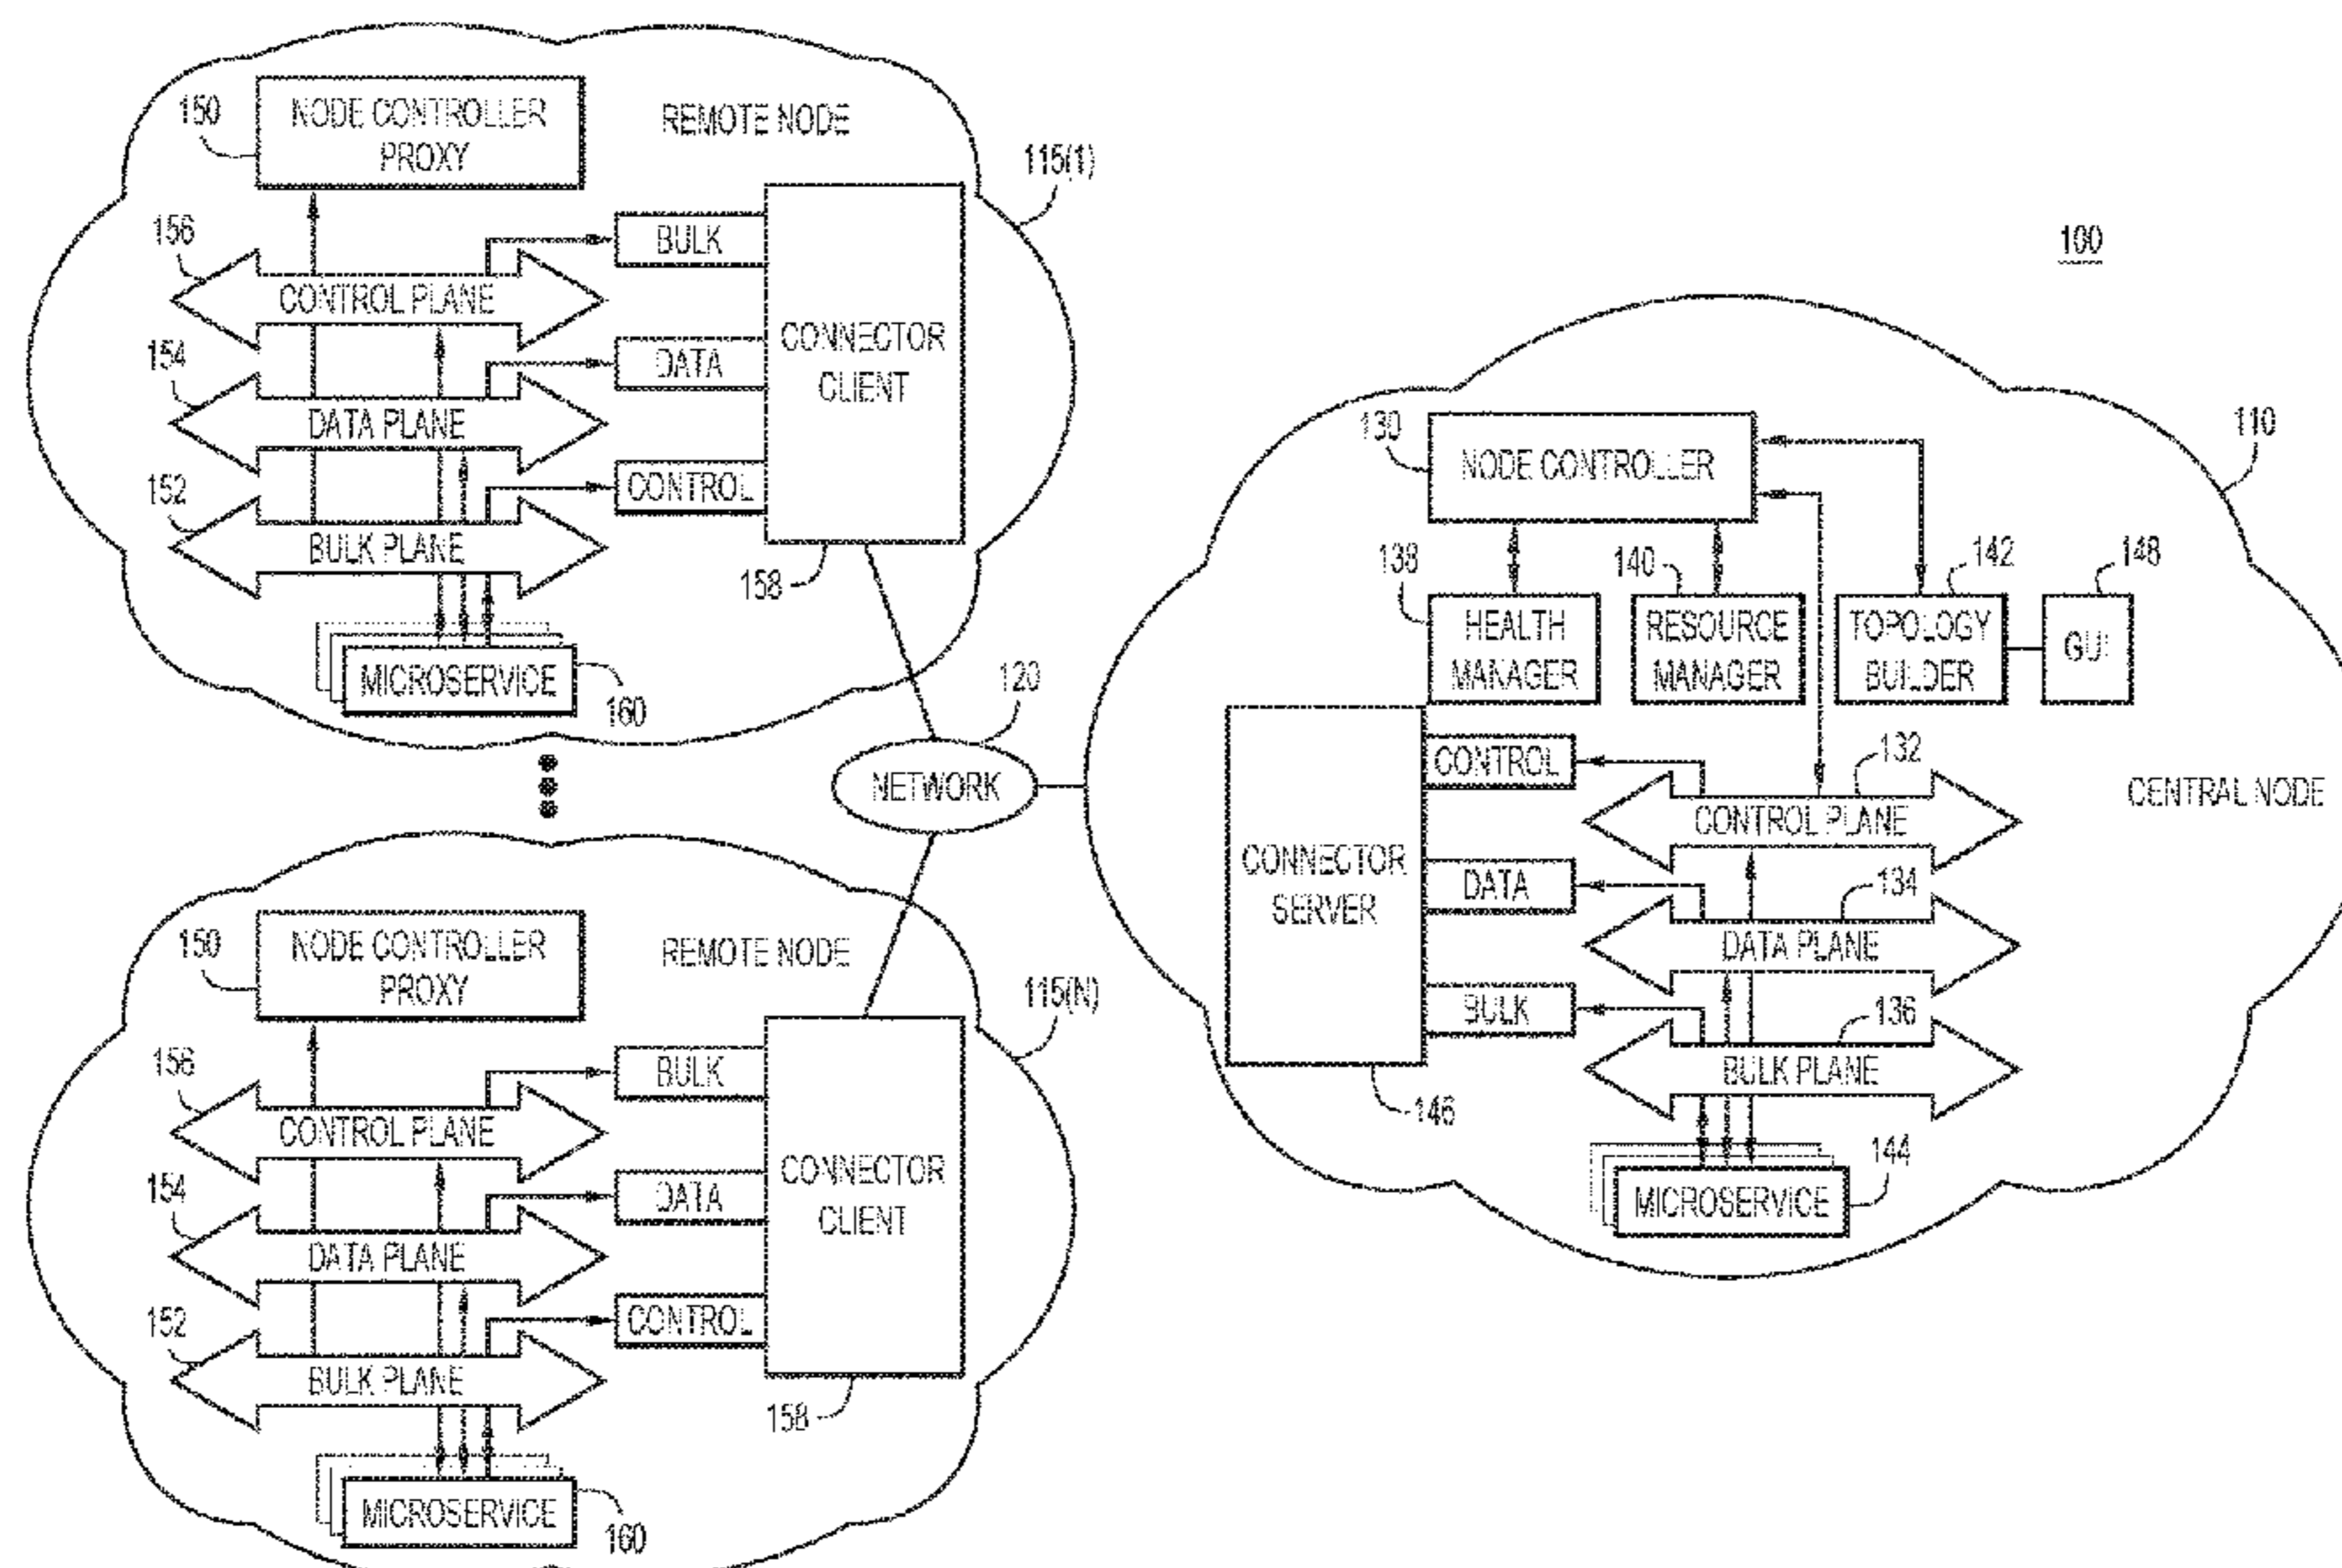 150
NODE CONTROLLER
PROXY
REMOTE NODE
115(1)
156
CONTROL PLANE
154
DATA PLANE
152
BULK PLANE
BULK
DATA
CONTROL
CONNECTOR
CLIENT
158
MICROSERVICE
160
120
NETWORK
150
NODE CONTROLLER
PROXY
REMOTE NODE
115(N)
156
CONTROL PLANE
154
DATA PLANE
152
BULK PLANE
BULK
DATA
CONTROL
CONNECTOR
CLIENT
158
MICROSERVICE
160
100
110
130
NODE CONTROLLER
138
HEALTH
MANAGER
140
RESOURCE
MANAGER
142
TOPOLOGY
BUILDER
148
GUI
CONNECTOR
SERVER
146
CONTROL
DATA
BULK
132
CONTROL PLANE
134
DATA PLANE
136
BULK PLANE
CENTRAL NODE
MICROSERVICE
144